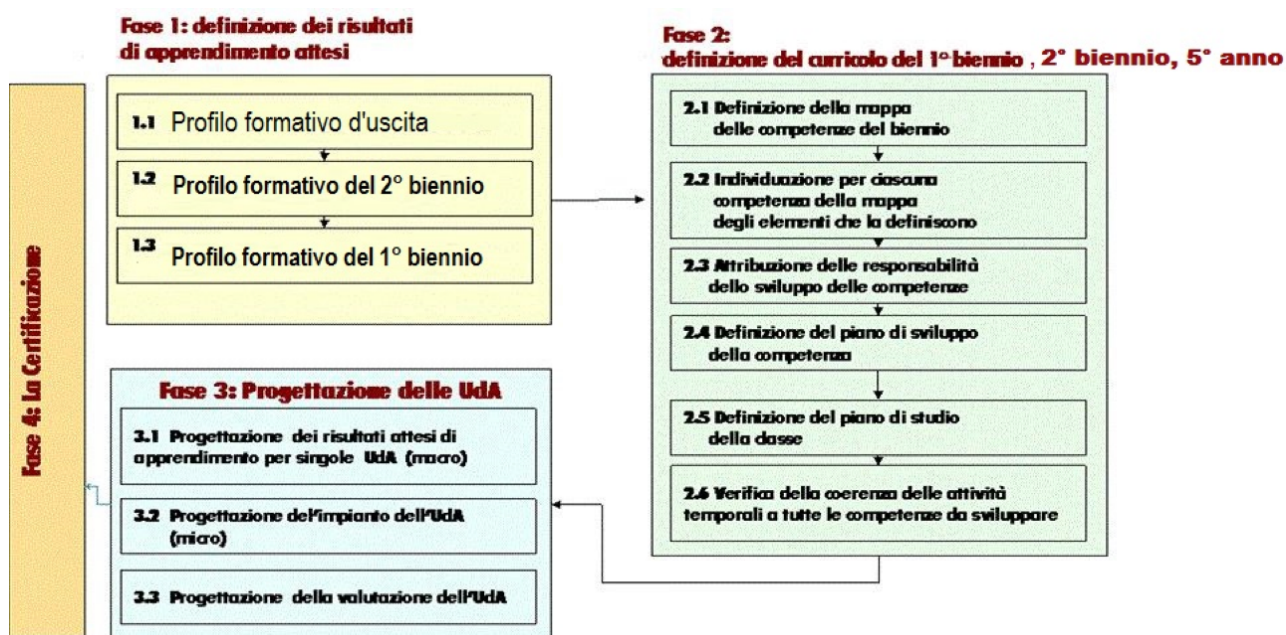 Fase 1: definizione dei risultati
di apprendimento attesi
1.1 Profilo formativo d'uscita
1.2 Profilo formativo del 2° biennio
1.3 Profilo formativo del 1° biennio
Fase 2:
definizione del curricolo del 1° biennio , 2° biennio, 5° anno
2.1 Definizione della mappa
delle competenze del biennio
2.2 Individuazione per ciascuna
competenza della mappa
degli elementi che la definiscono
2.3 Attribuzione delle responsabilità
dello sviluppo delle competenze
2.4 Definizione del piano di sviluppo
della competenza
2.5 Definizione del piano di studio
della classe
2.6 Verifica della coerenza delle attività
temporali a tutte le competenze da sviluppare
Fase 3: Progettazione delle UdA
3.1 Progettazione dei risultati attesi di
apprendimento per singole UdA (macro)
3.2 Progettazione del'impianto dell'UdA
(micro)
3.3 Progettazione della valutazione dell'UdA
Fase 4: La Certificazione